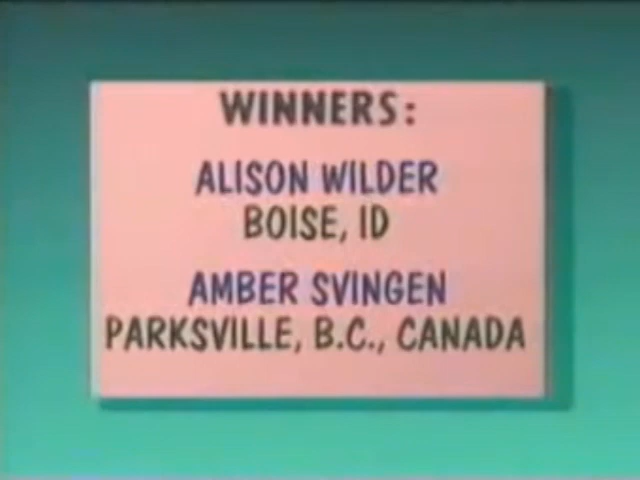 WINNERS:
ALISON WILDER
BOISE, ID
AMBER SVINGEN
PARKSVILLE, B.C., CANADA